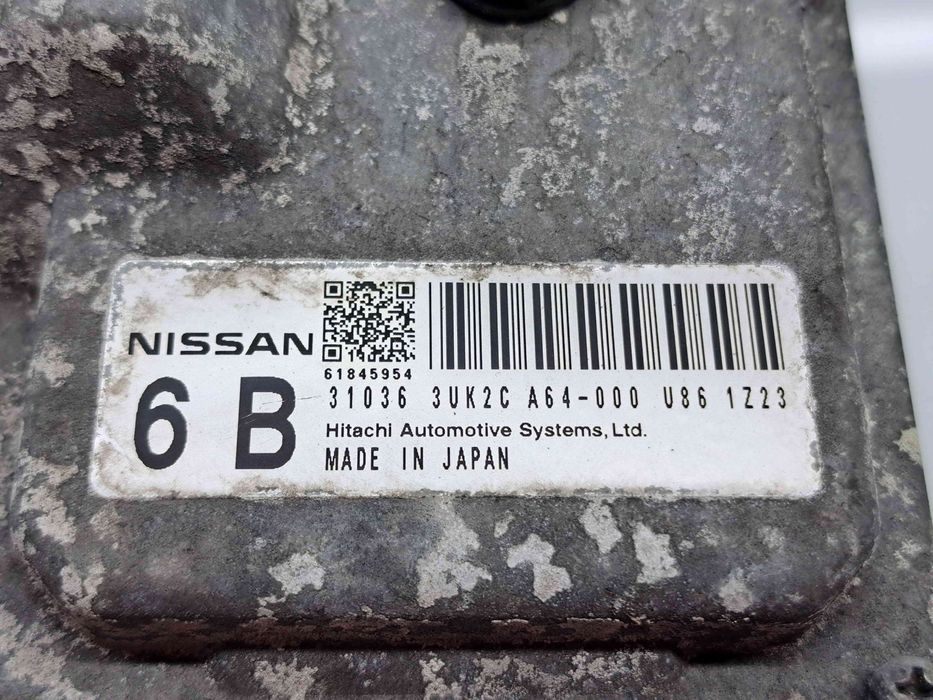 NISSAN
61845954
6 B
31036 3UK2C A64-000 U86 1Z23
Hitachi Automotive Systems, Ltd.
MADE IN JAPAN